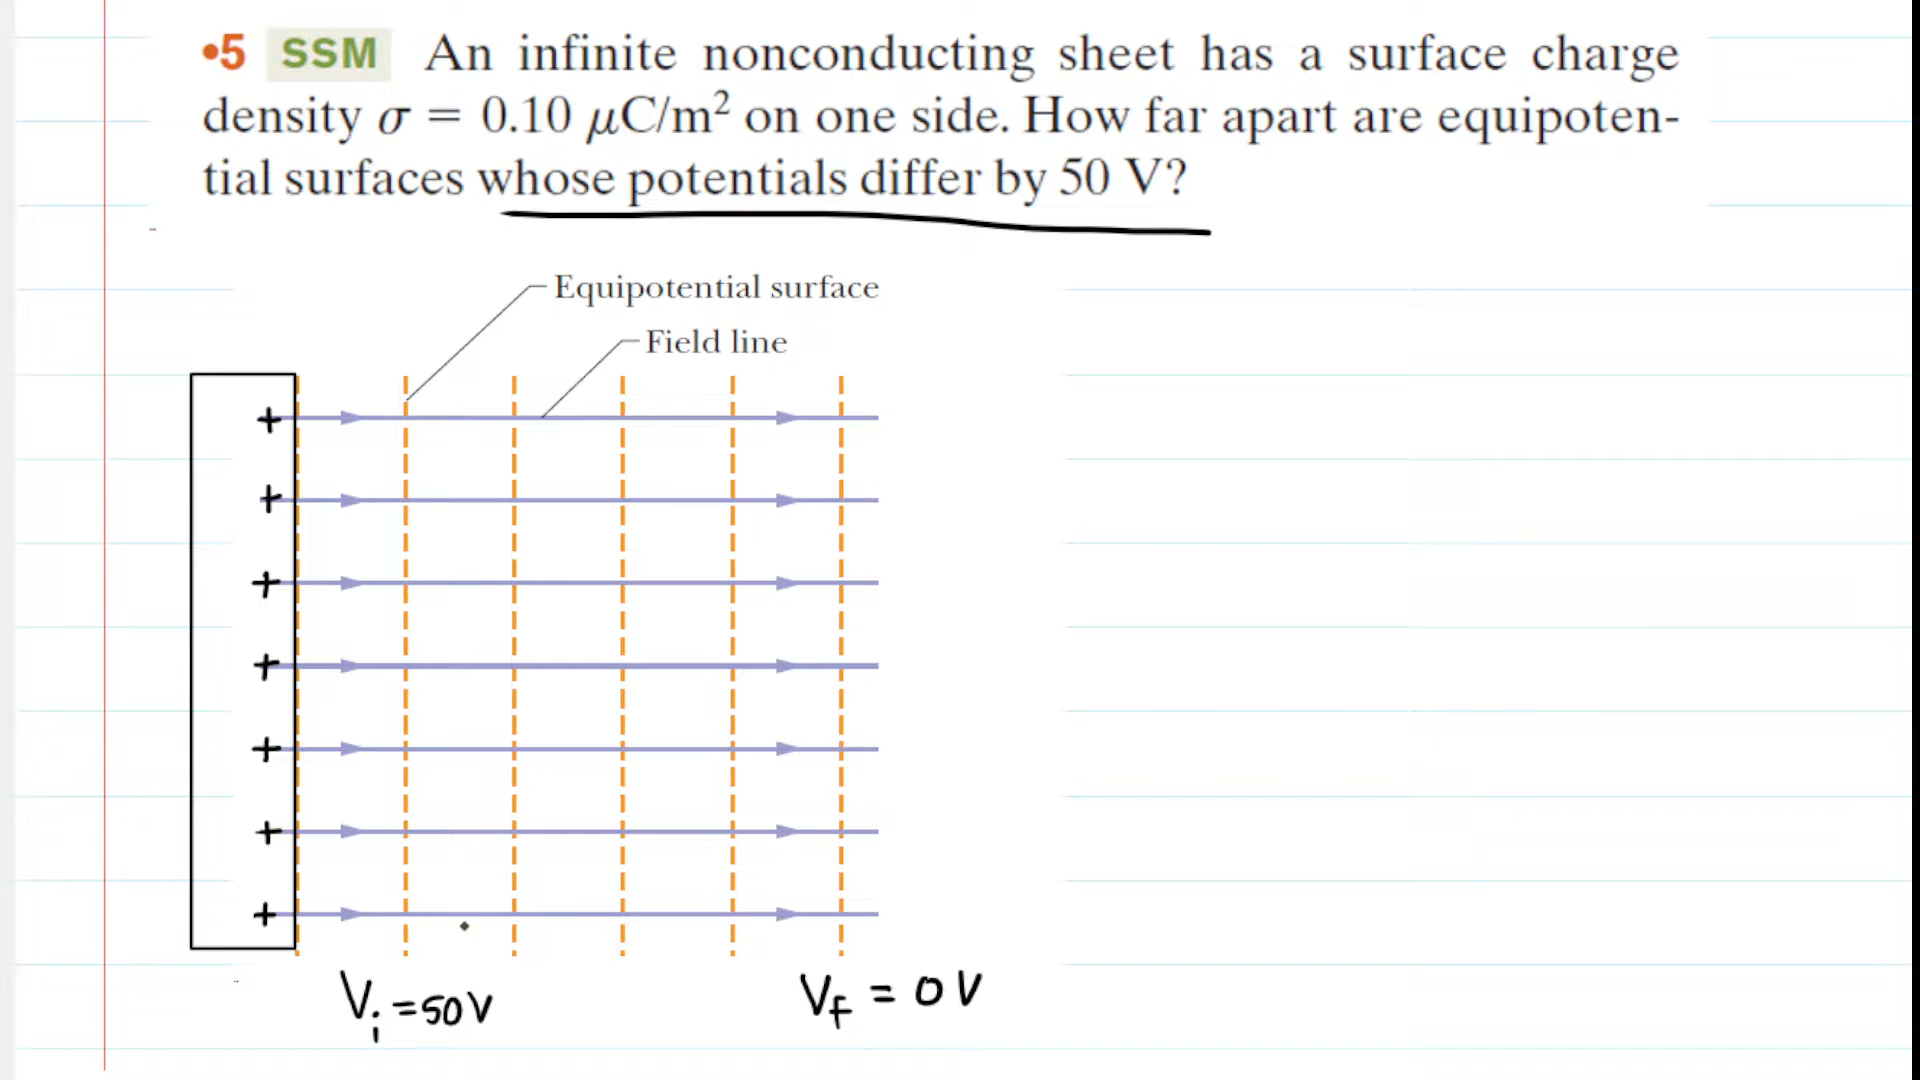 •5 SSM An infinite nonconducting sheet has a surface charge
density σ = 0.10 μC/m² on one side. How far apart are equipoten-
tial surfaces whose potentials differ by 50 V?
Equipotential surface
Field line
+
+
+
+
+
+
+
Vi = 50 V
Vf = 0 V